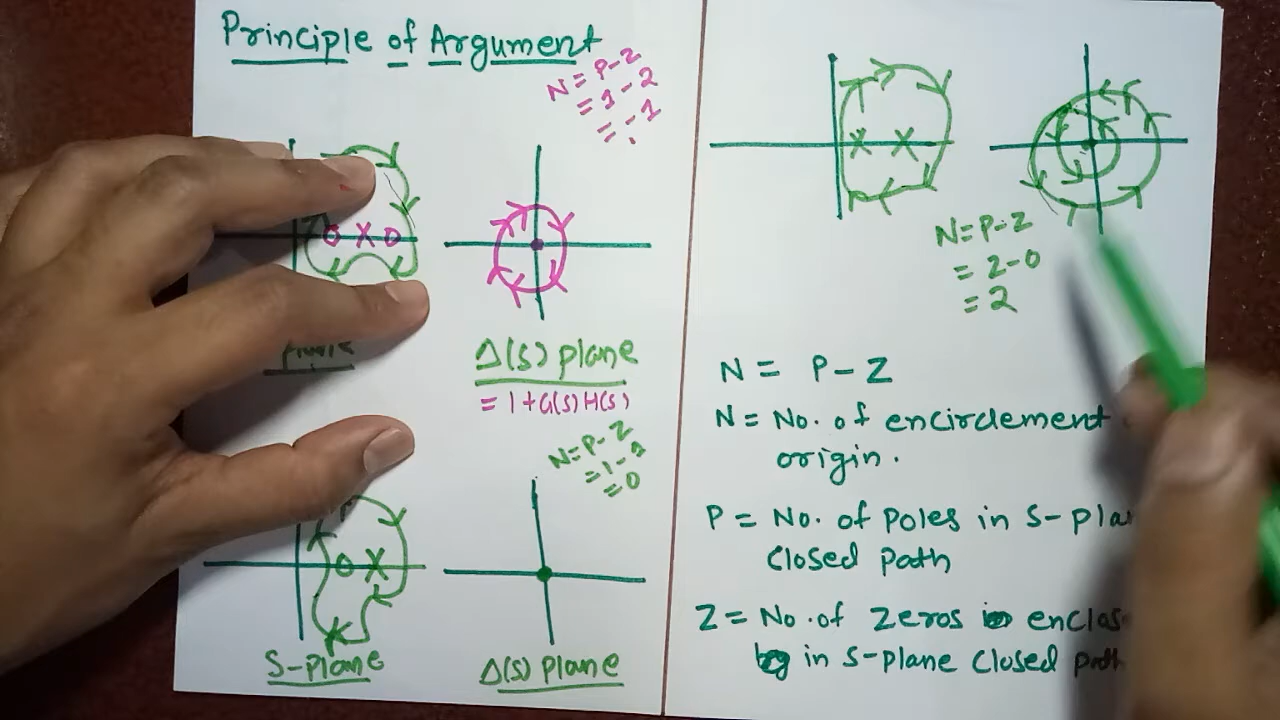 Principle of Argument
N = P-Z
= 1-2
= -1
Δ(s) plane
= 1+G(s)H(s)
N=P-Z
= 1-1
= 0
S-plane
Δ(s) plane
N=P-Z
= 2-0
= 2
N = P-Z
N = No. of encirclement
origin.
P = No. of Poles in S-pla
Closed path
Z = No. of Zeros enclos
in S-plane Closed path